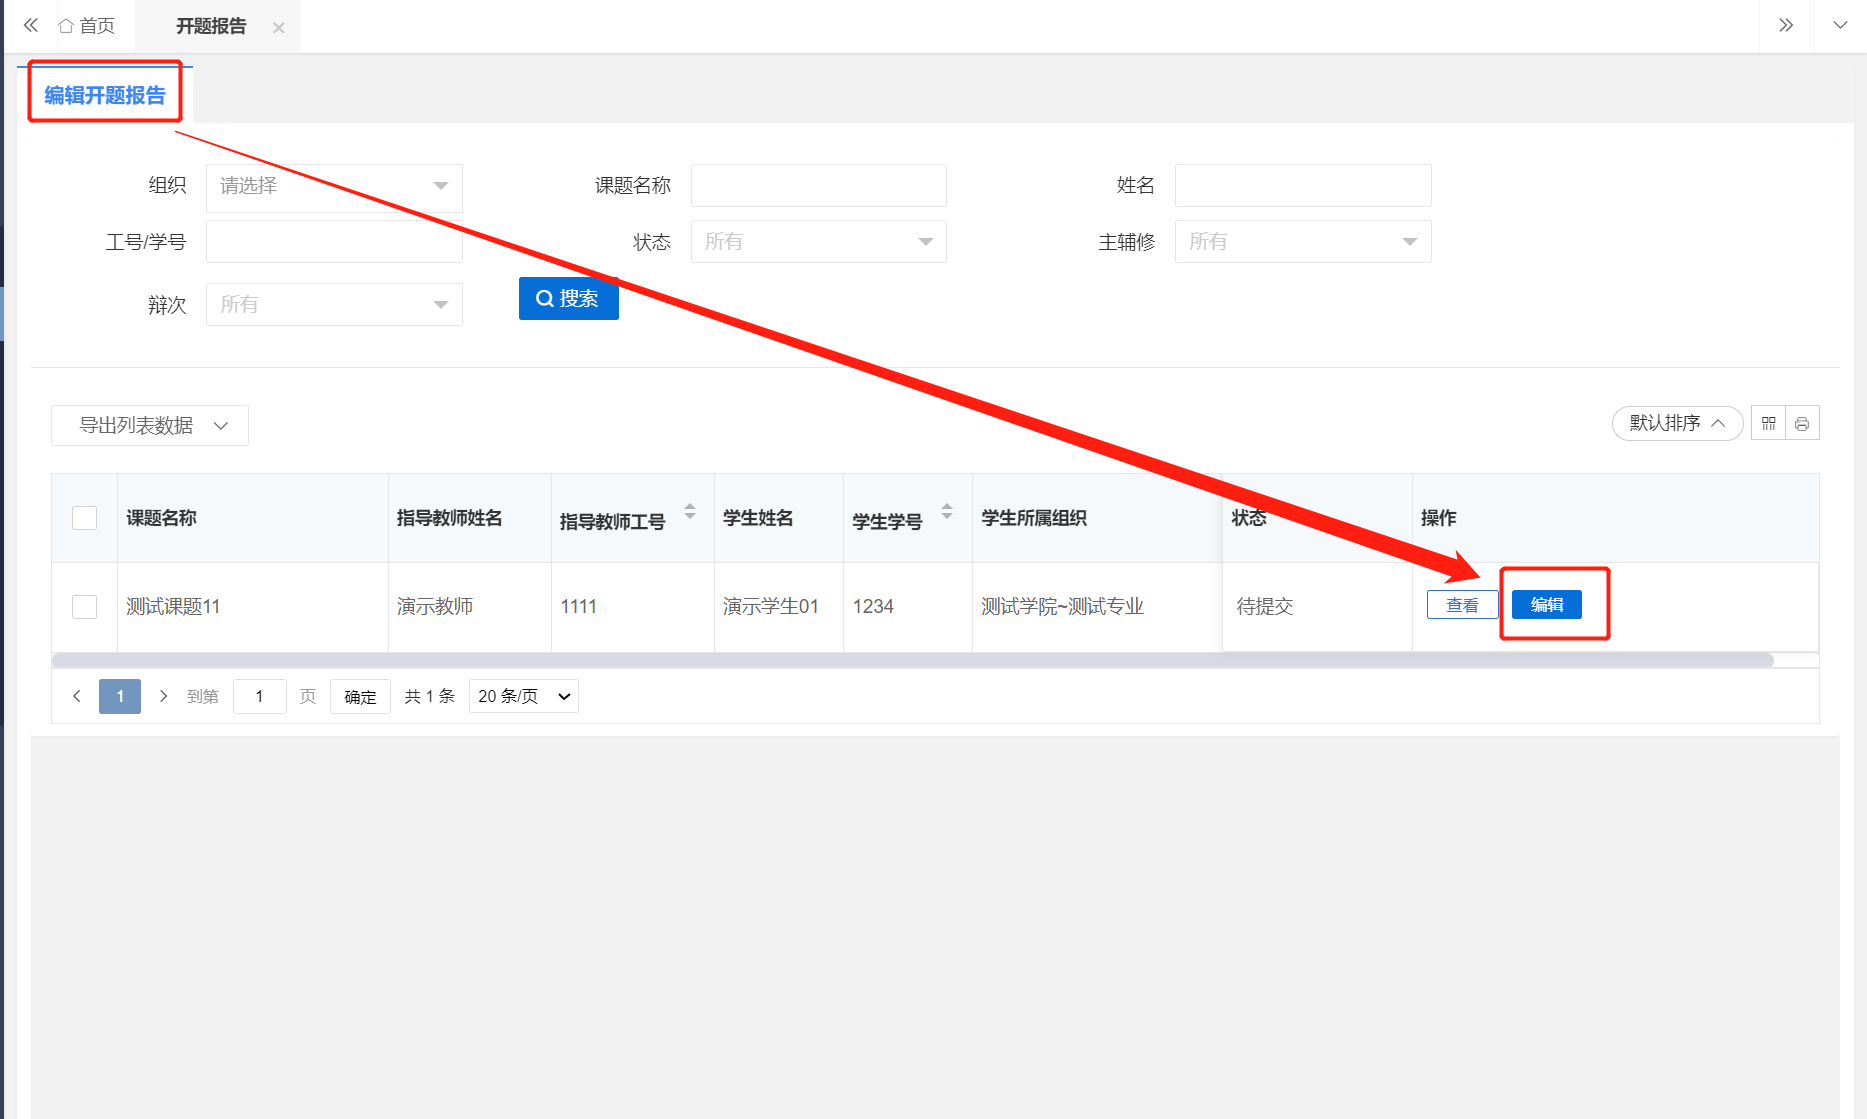 首页 开题报告
编辑开题报告
组织 请选择 课题名称 姓名
工号/学号 状态 所有 主辅修 所有
辩次 所有 搜索
导出列表数据 默认排序
课题名称 指导教师姓名 指导教师工号 学生姓名 学生学号 学生所属组织 状态 操作
测试课题11 演示教师 1111 演示学生01 1234 测试学院~测试专业 待提交 查看 编辑
1 到第 1 页 确定 共 1 条 20 条/页